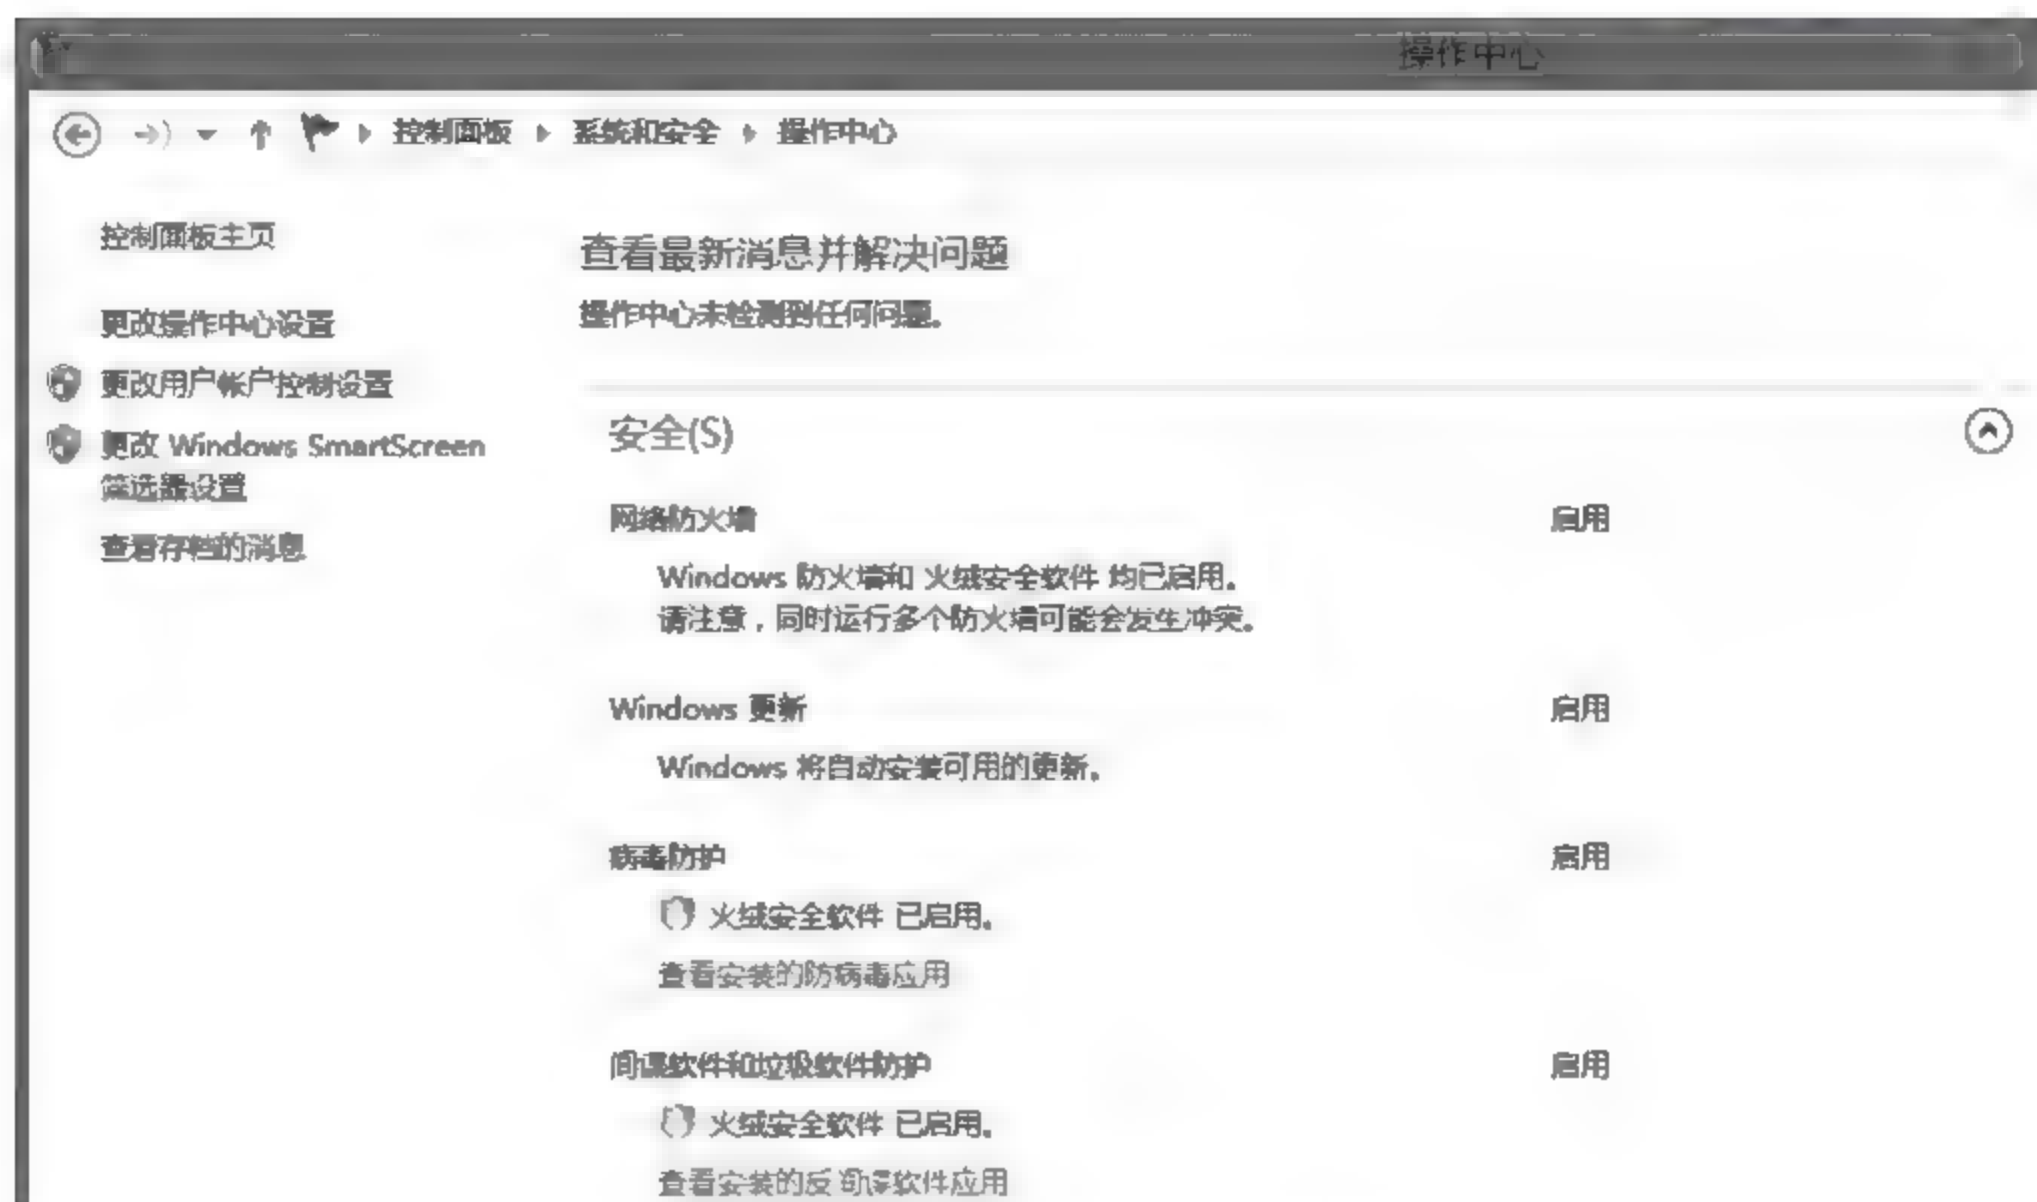 操作中心
控制面板 系统和安全 操作中心
控制面板主页
更改操作中心设置
更改用户帐户控制设置
更改 Windows SmartScreen
筛选器设置
查看存档的消息
查看最新消息并解决问题
操作中心未检测到任何问题。
安全(S)
网络防火墙 启用
Windows 防火墙和 火绒安全软件 均已启用。
请注意，同时运行多个防火墙可能会发生冲突。
Windows 更新 启用
Windows 将自动安装可用的更新。
病毒防护 启用
火绒安全软件 已启用。
查看安装的防病毒应用
间谍软件和垃圾软件防护 启用
火绒安全软件 已启用。
查看安装的反间谍软件应用